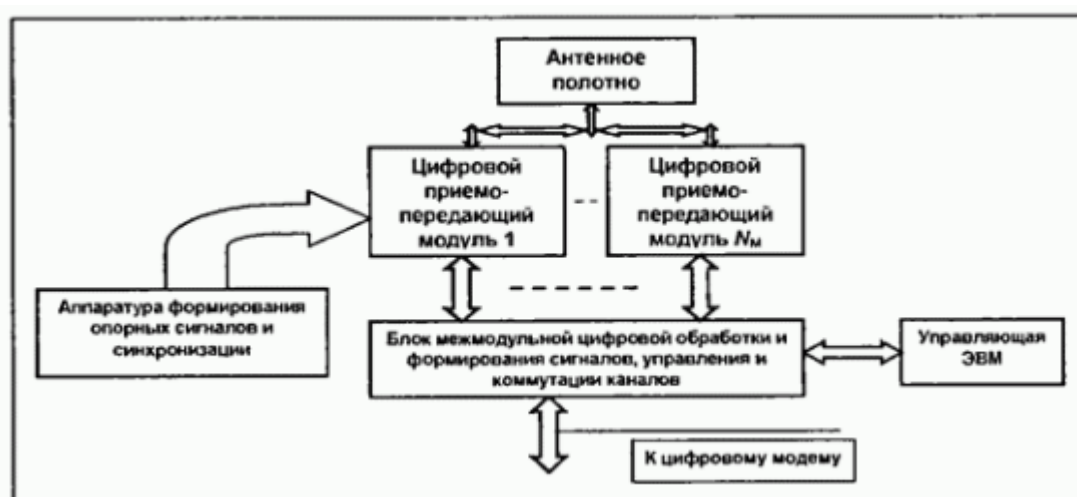 Антенное
полотно
Цифровой
приемо-
передающий
модуль 1
Цифровой
приемо-
передающий
модуль Nм
Аппаратура формирования
опорных сигналов и
синхронизации
Блок межмодульной цифровой обработки и
формирования сигналов, управления и
коммутации каналов
Управляющая
ЭВМ
К цифровому модему